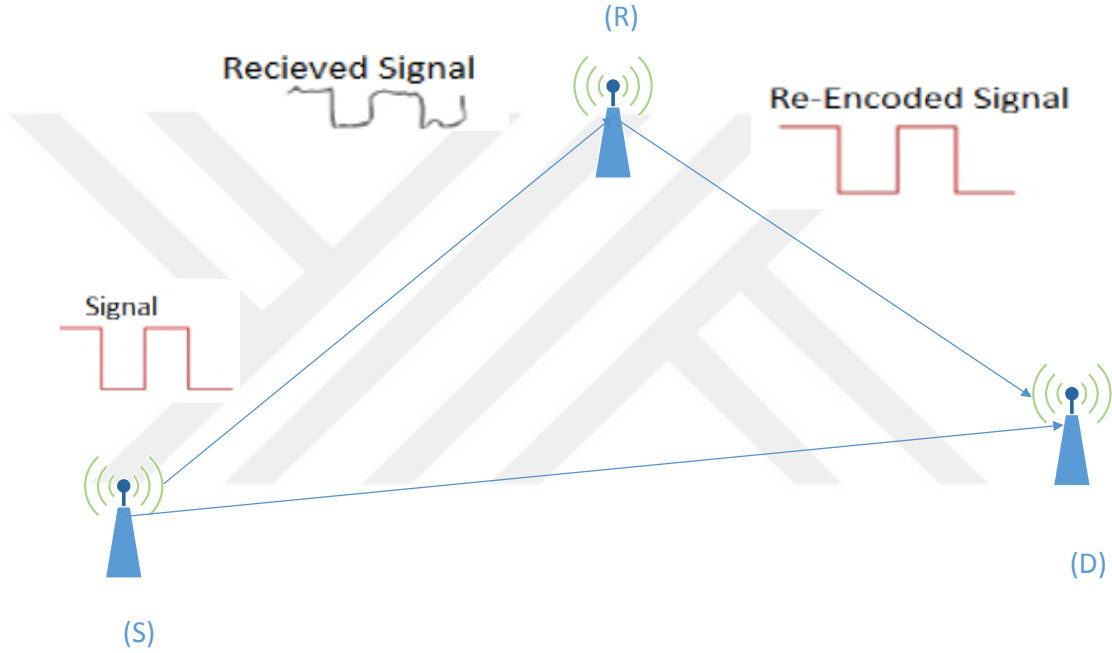 (R)
Recieved Signal
Re-Encoded Signal
Signal
(D)
(S)